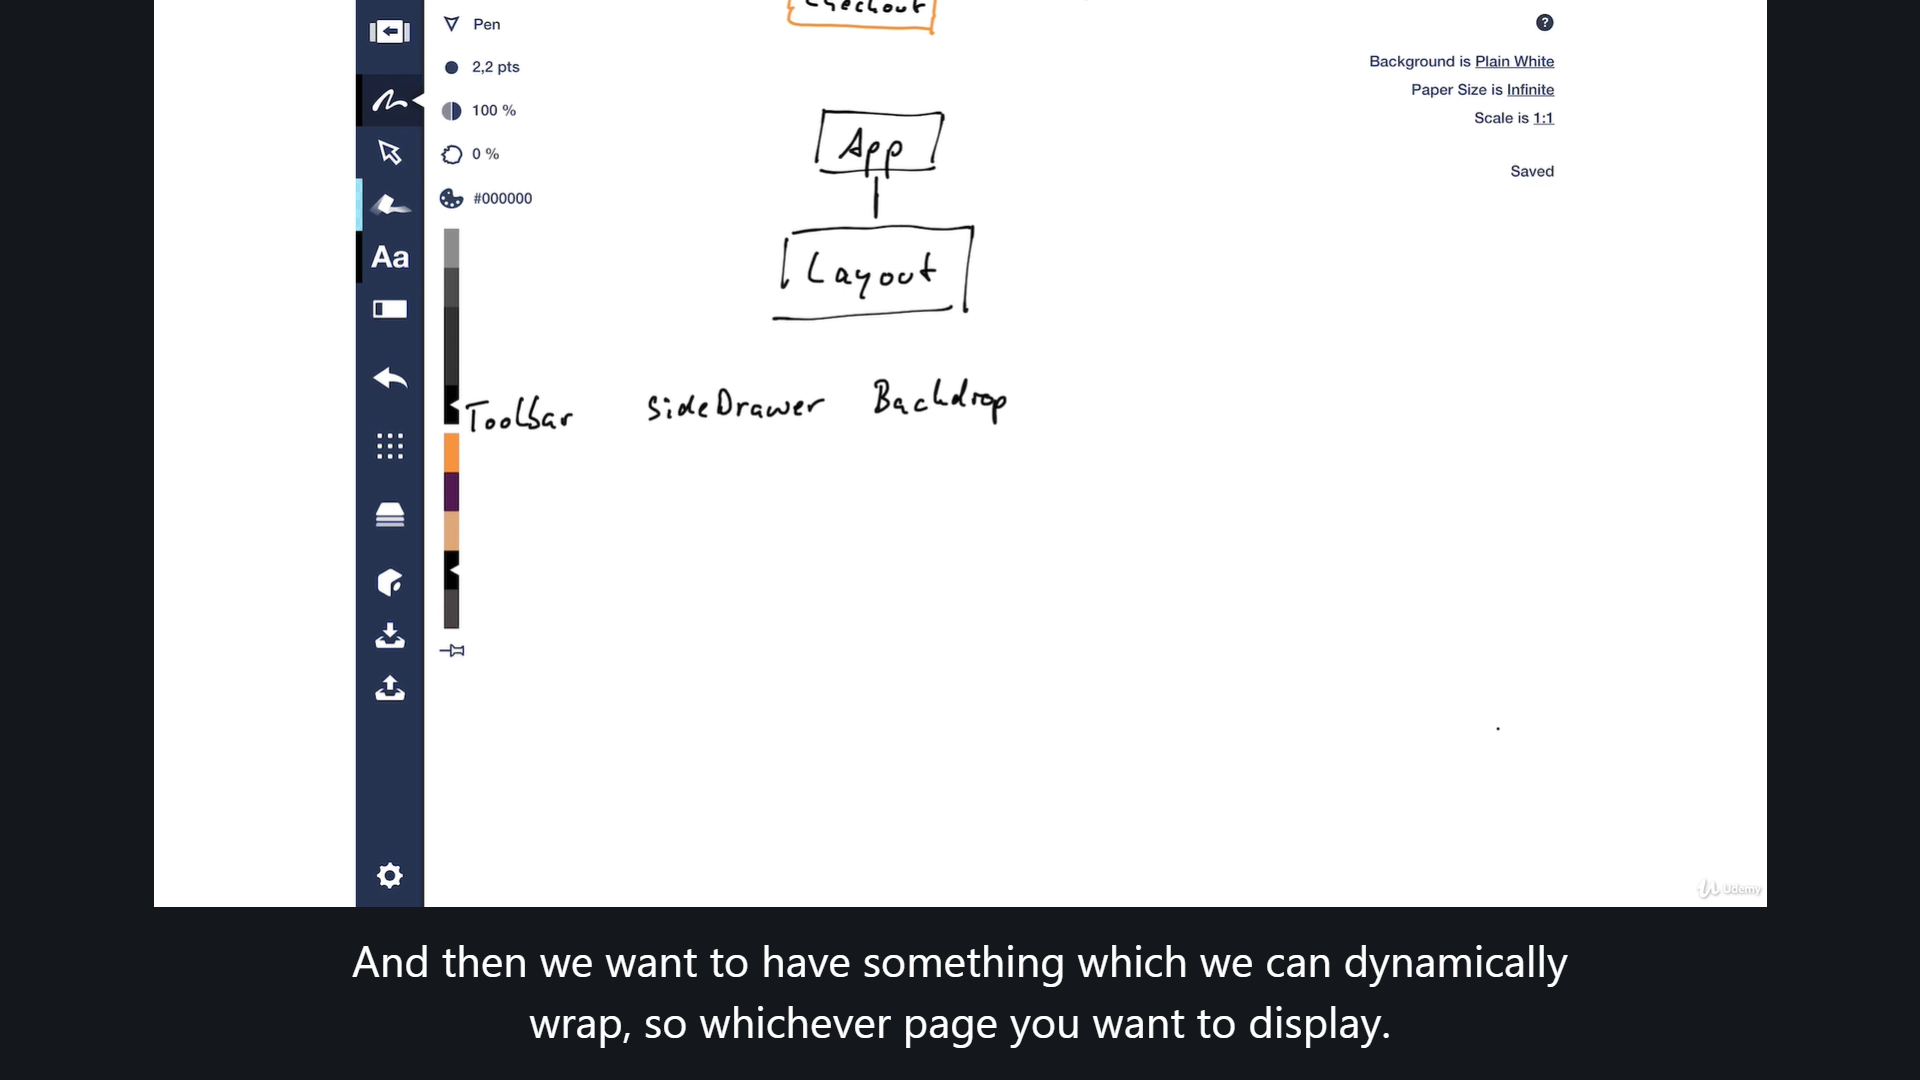 checkout
Pen
2,2 pts
100 %
0 %
#000000
Aa
?
Background is Plain White
Paper Size is Infinite
Scale is 1:1
Saved
App
Layout
Toolbar SideDrawer Backdrop
Udemy
And then we want to have something which we can dynamically
wrap, so whichever page you want to display.